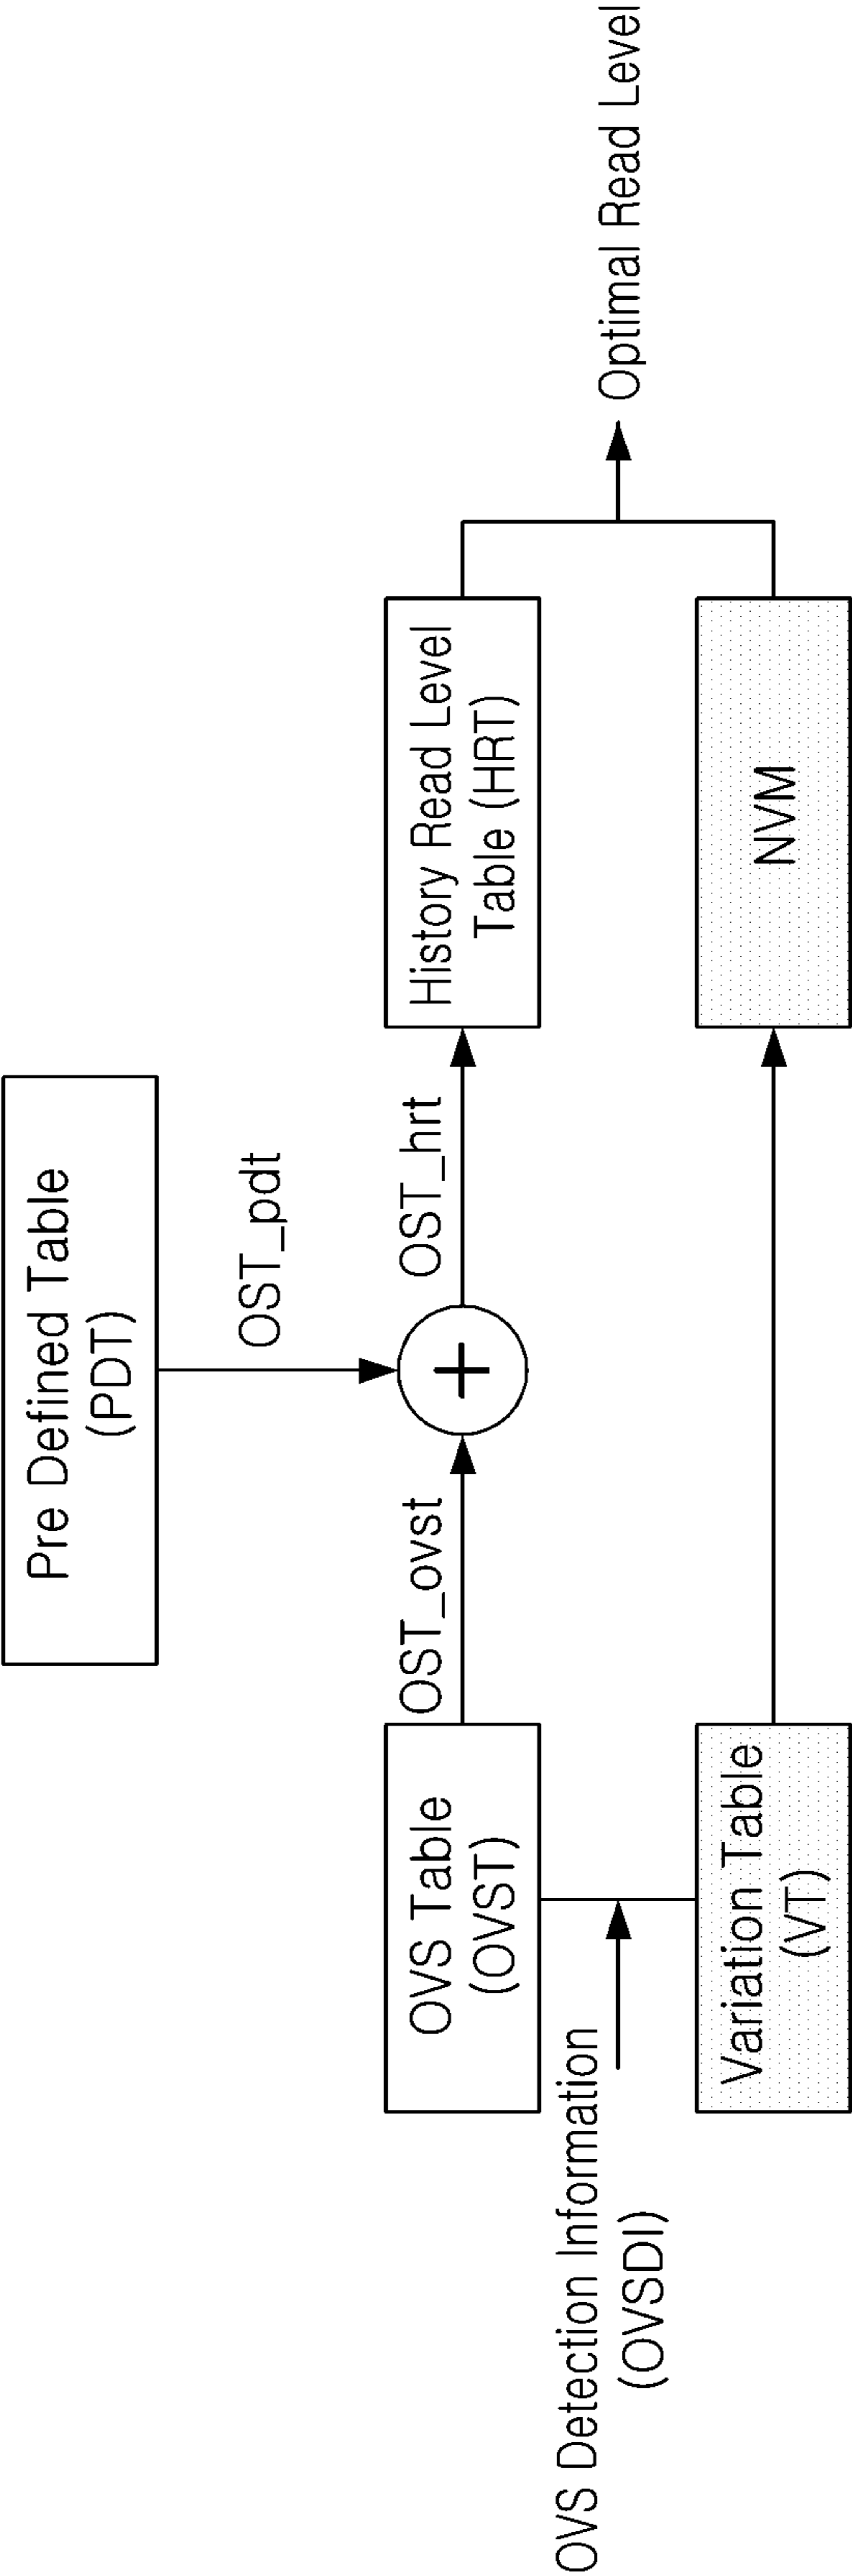 Pre Defined Table
(PDT)
OST_pdt
OVS Table
(OVST)
OST_ovst
+
OST_hrt
History Read Level
Table (HRT)
OVS Detection Information
(OVSDI)
Optimal Read Level
Variation Table
(VT)
NVM